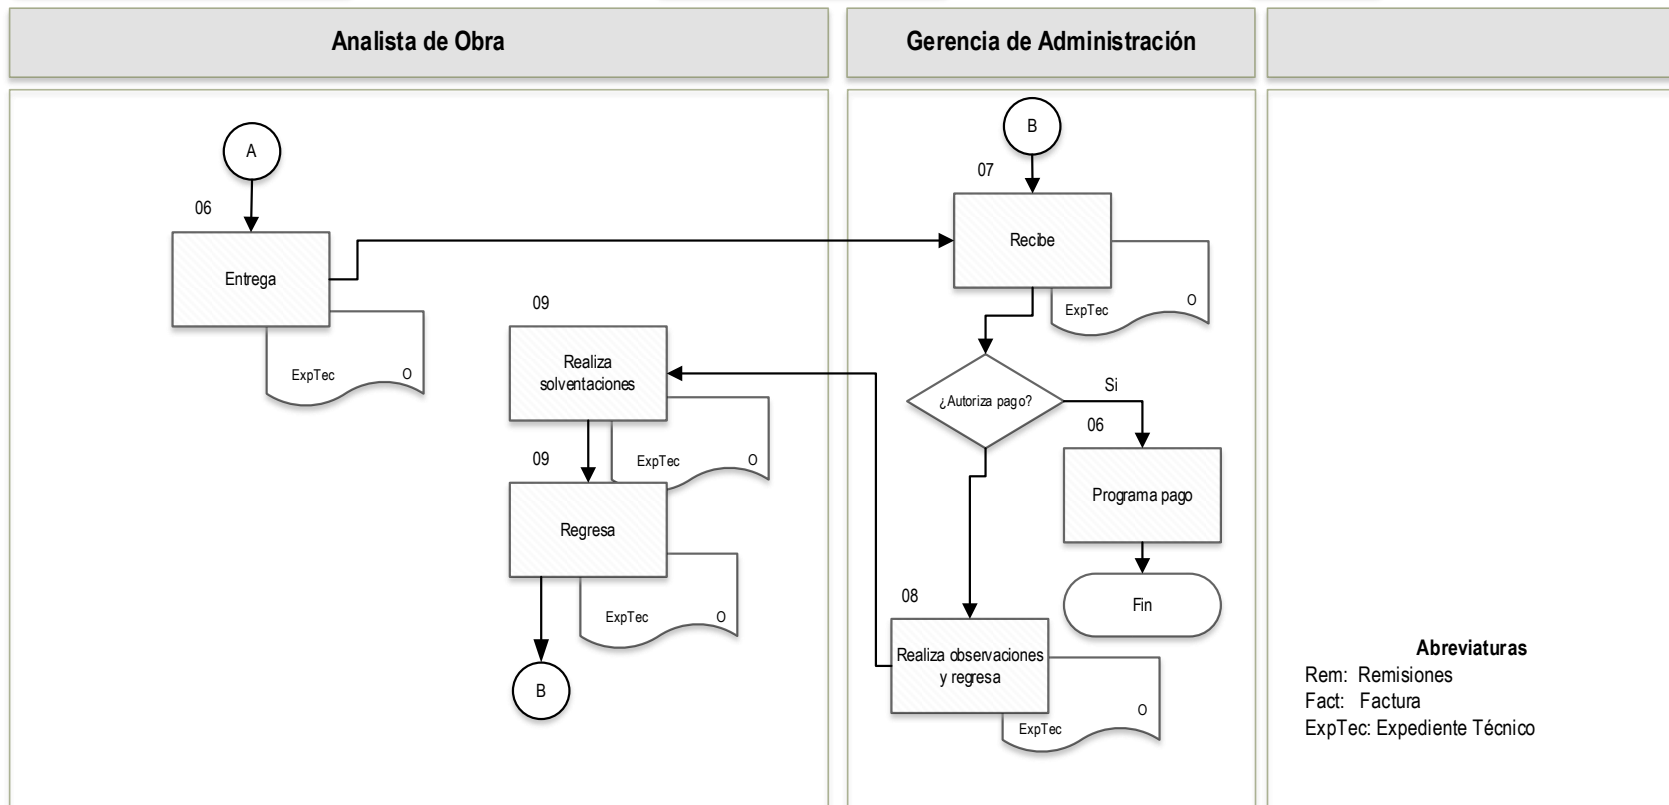 Analista de Obra
Gerencia de Administración
A
06
Entrega
ExpTec
O
09
Realiza
solventaciones
ExpTec
O
09
Regresa
ExpTec
O
B
B
07
Recibe
ExpTec
O
¿Autoriza pago?
Si
06
Programa pago
Fin
08
Realiza observaciones
y regresa
ExpTec
O
Abreviaturas
Rem: Remisiones
Fact: Factura
ExpTec: Expediente Técnico